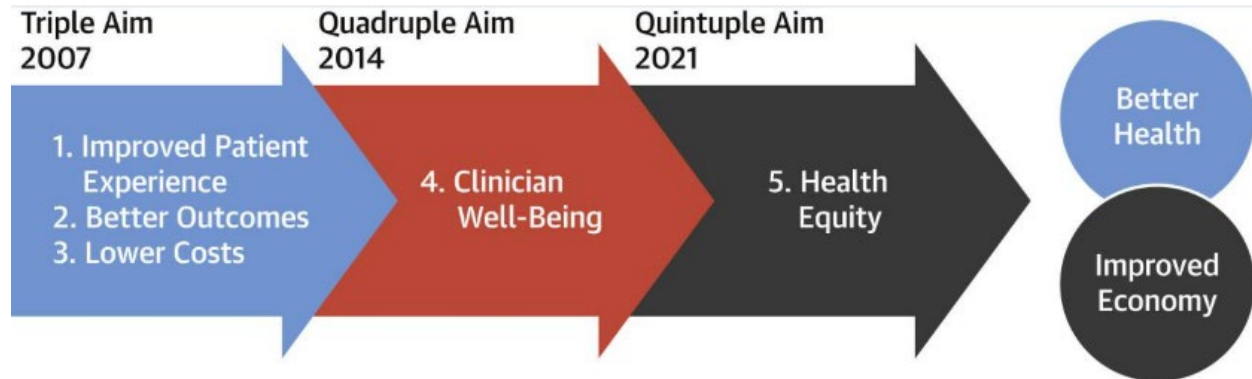 Triple Aim
2007
Quadruple Aim
2014
Quintuple Aim
2021
1. Improved Patient
Experience
2. Better Outcomes
3. Lower Costs
4. Clinician
Well-Being
5. Health
Equity
Better
Health
Improved
Economy